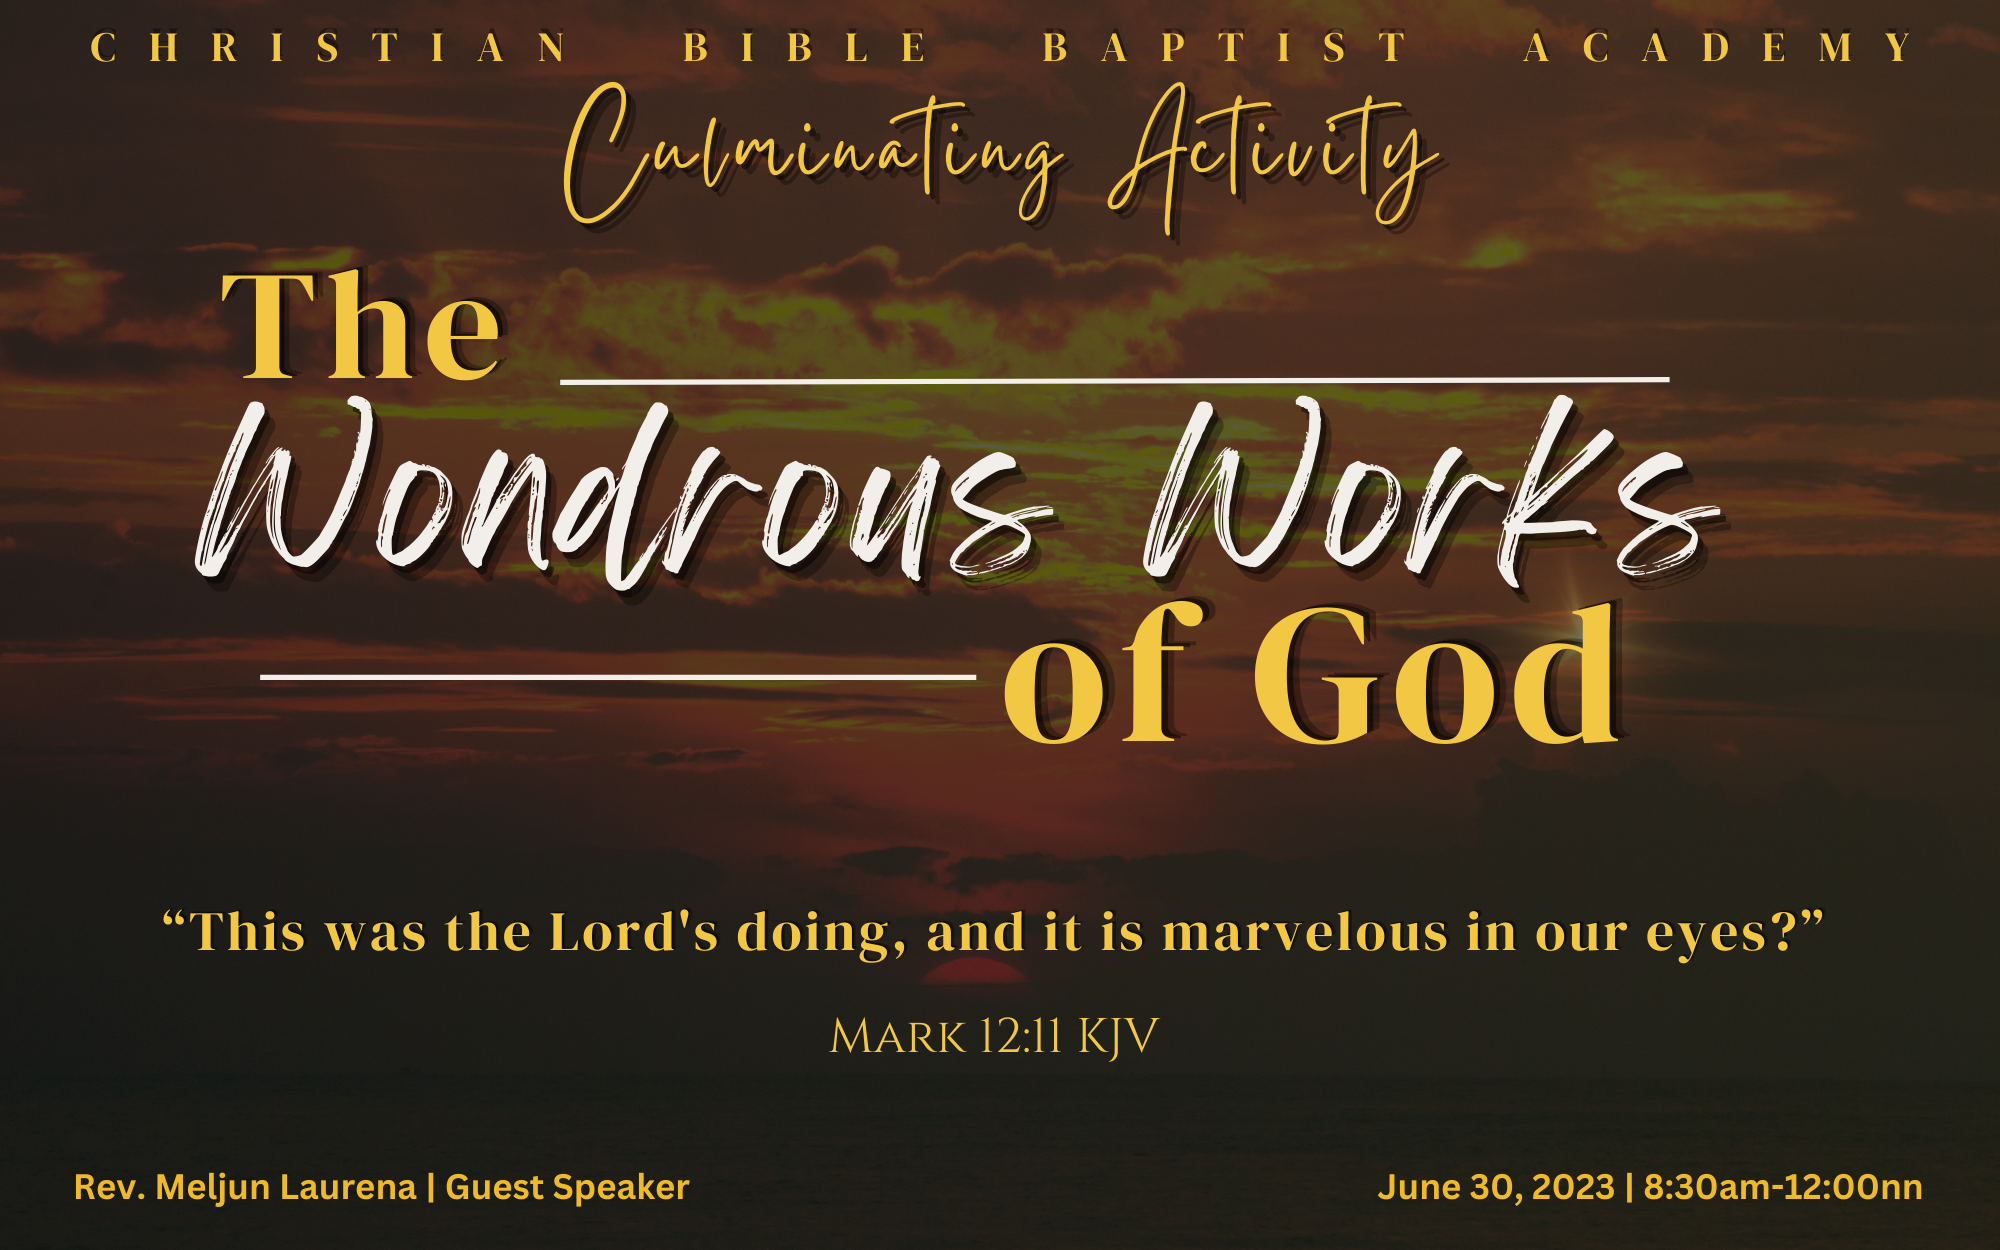 CHRISTIAN BIBLE BAPTIST ACADEMY
Culminating Activity
The
Wondrous Works
of God
“This was the Lord's doing, and it is marvelous in our eyes?”
Mark 12:11 KJV
Rev. Meljun Laurena | Guest Speaker
June 30, 2023 | 8:30am-12:00nn